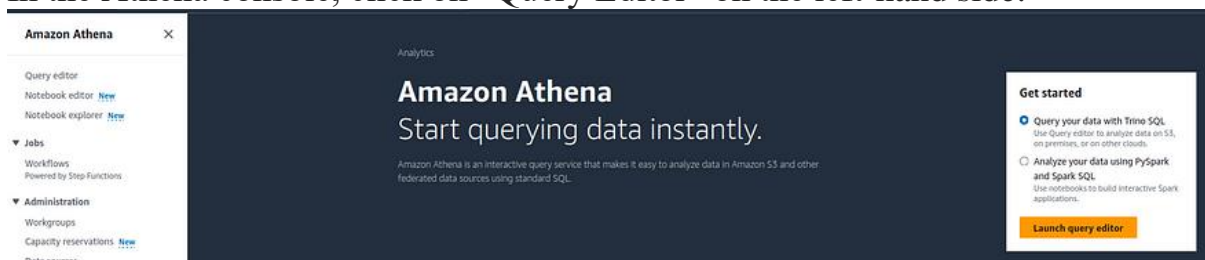 In the Athena console, click on "Query Editor" on the left-hand side.
Amazon Athena
Query editor
Notebook editor New
Notebook explorer New
Jobs
Workflows
Powered by Step Functions
Administration
Workgroups
Capacity reservations New
Data sources
Analytics
Amazon Athena
Start querying data instantly.
Amazon Athena is an interactive query service that makes it easy to analyze data in Amazon S3 and other
federated data sources using standard SQL.
Get started
Query your data with Trino SQL
Use Query editor to analyze data on S3,
on premises, or on other clouds.
Analyze your data using PySpark
and Spark SQL
Use notebooks to build interactive Spark
applications.
Launch query editor